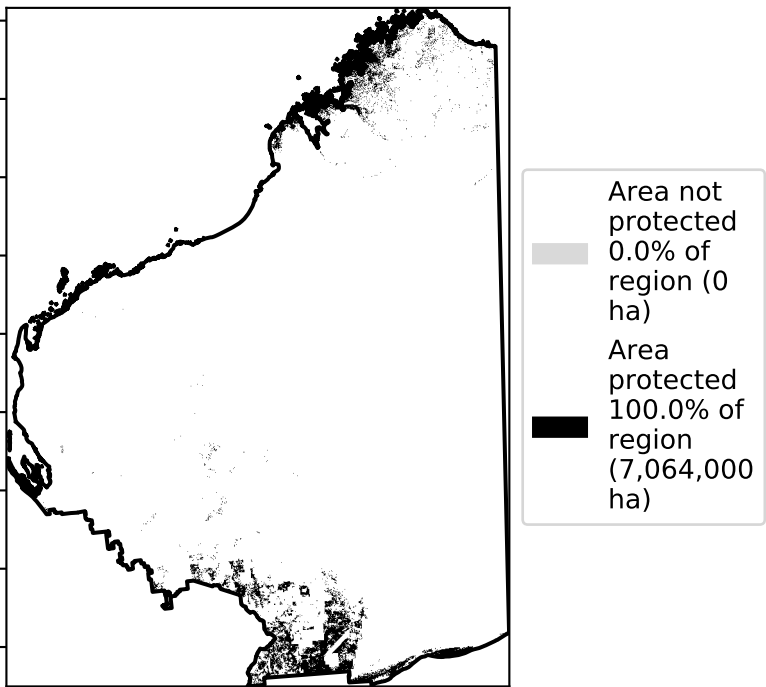 Area not
protected
0.0% of
region (0
ha)
Area
protected
100.0% of
region
(7,064,000
ha)